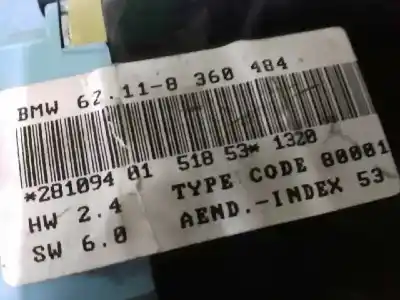 BMW 62.11-8 360 484
*281094 01 518 53* 1320
HW 2.4 TYPE CODE 80001
SW 6.0 AEND.-INDEX 53